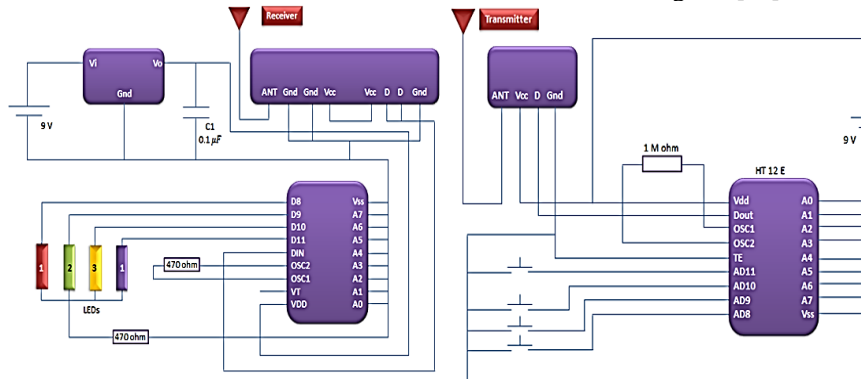 Receiver
Vi
Vo
Gnd
9 V
C1
0.1 µF
ANT Gnd Gnd Vcc Vcc D D Gnd
D8
D9
D10
D11
DIN
OSC2
OSC1
VT
VDD
Vss
A7
A6
A5
A4
A3
A2
A1
A0
1
2
3
1
LEDs
470 ohm
470 ohm
Transmitter
ANT Vcc D Gnd
1 M ohm
9 V
HT 12 E
Vdd
Dout
OSC1
OSC2
TE
AD11
AD10
AD9
AD8
A0
A1
A2
A3
A4
A5
A6
A7
Vss